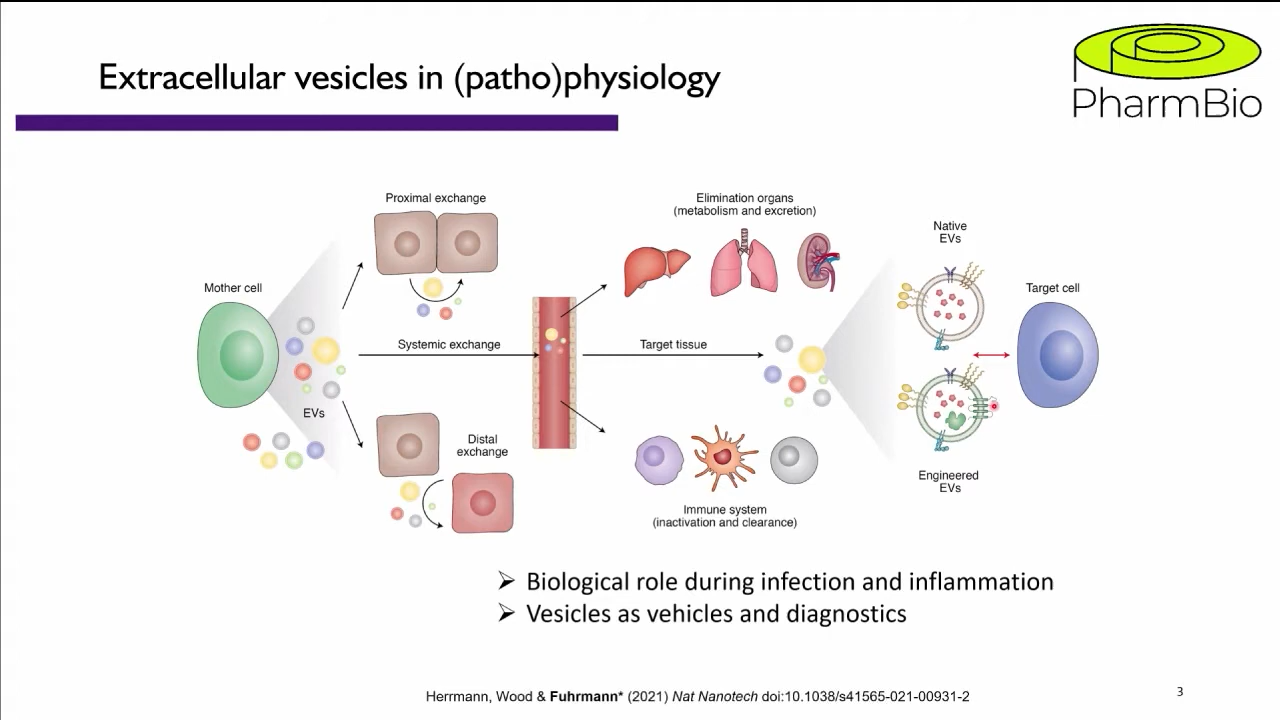 Extracellular vesicles in (patho)physiology
PharmBio
Proximal exchange
Elimination organs
(metabolism and excretion)
Native
EVs
Mother cell
Target cell
Systemic exchange
Target tissue
EVs
Distal
exchange
Engineered
EVs
Immune system
(inactivation and clearance)
➢ Biological role during infection and inflammation
➢ Vesicles as vehicles and diagnostics
Herrmann, Wood & Fuhrmann* (2021) Nat Nanotech doi:10.1038/s41565-021-00931-2
3